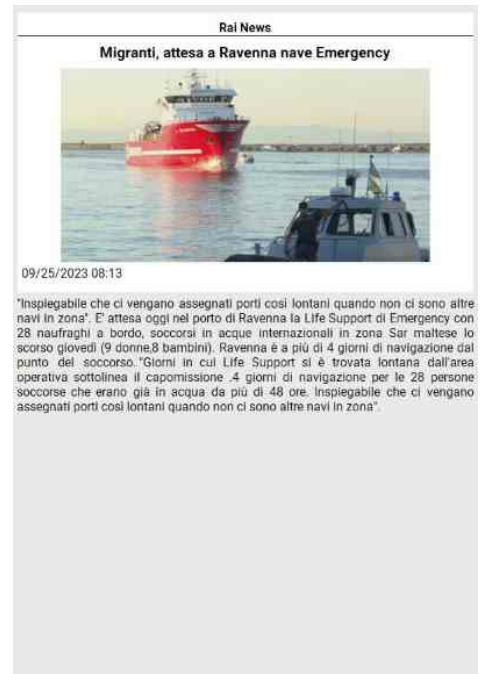 Rai News
Migranti, attesa a Ravenna nave Emergency
09/25/2023 08:13
"Inspiegabile che ci vengano assegnati porti così lontani quando non ci sono altre
navi in zona". E' attesa oggi nel porto di Ravenna la Life Support di Emergency con
28 naufraghi a bordo, soccorsi in acque internazionali in zona Sar maltese lo
scorso giovedì (9 donne,8 bambini). Ravenna è a più di 4 giorni di navigazione dal
punto del soccorso. "Giorni in cui Life Support si è trovata lontana dall'area
operativa sottolinea il capomissione .4 giorni di navigazione per le 28 persone
soccorse che erano già in acqua da più di 48 ore. Inspiegabile che ci vengano
assegnati porti così lontani quando non ci sono altre navi in zona".